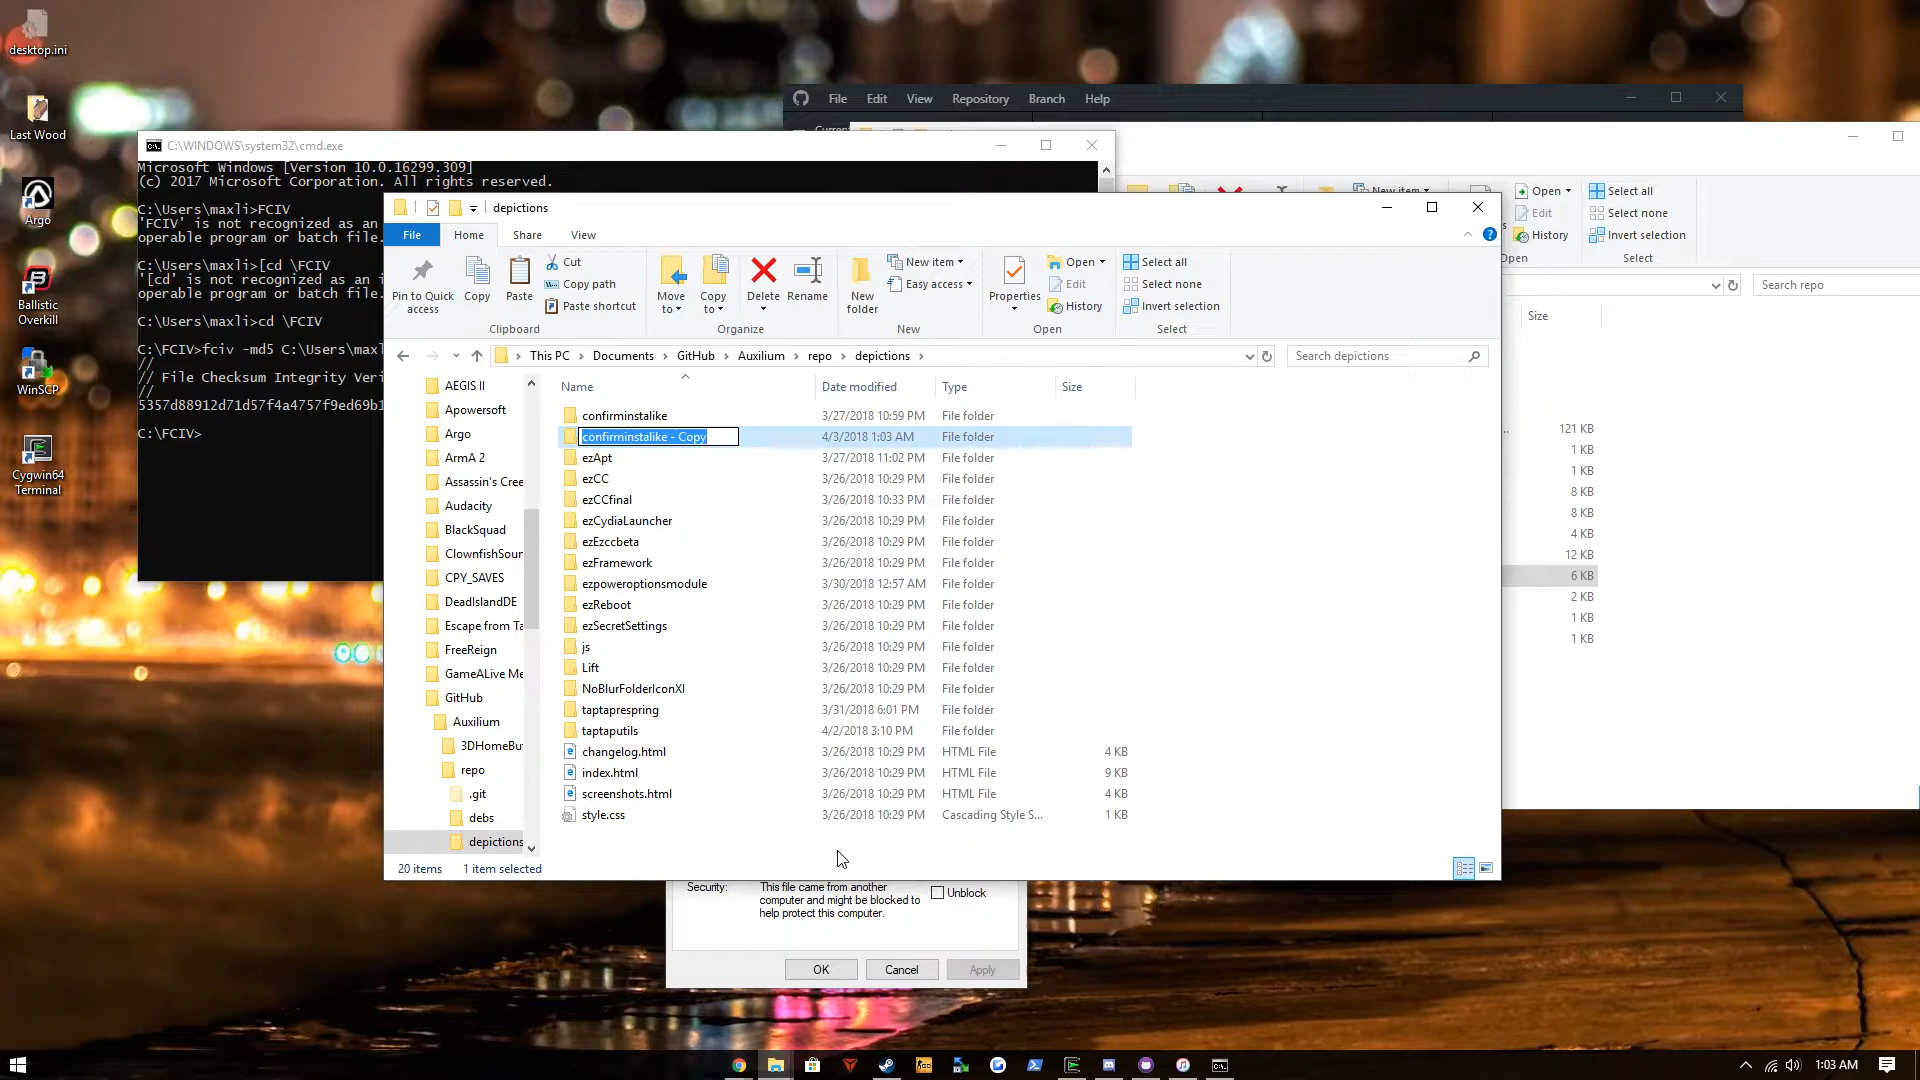 desktop.ini
Last Wood
Argo
Ballistic
Overkill
WinSCP
Cygwin64
Terminal
File Edit View Repository Branch Help
C:\WINDOWS\system32\cmd.exe
Microsoft Windows [Version 10.0.16299.309]
(c) 2017 Microsoft Corporation. All rights reserved.
C:\Users\maxli>FCIV
'FCIV' is not recognized as an
operable program or batch file.
C:\Users\maxli>[cd \FCIV
'[cd' is not recognized as an i
operable program or batch file.
C:\Users\maxli>cd \FCIV
C:\FCIV>fciv -md5 C:\Users\maxl
//
// File Checksum Integrity Veri
//
5357d88912d71d57f4a4757f9ed69b1
C:\FCIV>
New item
Open Select all
Edit Select none
History Invert selection
Open Select
Search repo
Size
121 KB
1 KB
1 KB
8 KB
8 KB
4 KB
12 KB
6 KB
2 KB
1 KB
1 KB
depictions
File Home Share View
Pin to Quick
access
Copy
Paste
Cut
Copy path
Paste shortcut
Clipboard
Move
to
Copy
to
Delete
Rename
Organize
New
folder
New item
Easy access
New
Properties
Open
Edit
History
Open
Select all
Select none
Invert selection
Select
This PC > Documents > GitHub > Auxilium > repo > depictions >
Search depictions
Name Date modified Type Size
AEGIS II
Apowersoft
Argo
ArmA 2
Assassin's Cree
Audacity
BlackSquad
ClownfishSour
CPY_SAVES
DeadIslandDE
Escape from Ta
FreeReign
GameALive Me
GitHub
Auxilium
3DHomeBu
repo
.git
debs
depictions
confirminstalike 3/27/2018 10:59 PM File folder
confirminstalike - Copy 4/3/2018 1:03 AM File folder
ezApt 3/27/2018 11:02 PM File folder
ezCC 3/26/2018 10:29 PM File folder
ezCCfinal 3/26/2018 10:33 PM File folder
ezCydiaLauncher 3/26/2018 10:29 PM File folder
ezEzccbeta 3/26/2018 10:29 PM File folder
ezFramework 3/26/2018 10:29 PM File folder
ezpoweroptionsmodule 3/30/2018 12:57 AM File folder
ezReboot 3/26/2018 10:29 PM File folder
ezSecretSettings 3/26/2018 10:29 PM File folder
js 3/26/2018 10:29 PM File folder
Lift 3/26/2018 10:29 PM File folder
NoBlurFolderIconXI 3/26/2018 10:29 PM File folder
taptaprespring 3/31/2018 6:01 PM File folder
taptaputils 4/2/2018 3:10 PM File folder
changelog.html 3/26/2018 10:29 PM HTML File 4 KB
index.html 3/26/2018 10:29 PM HTML File 9 KB
screenshots.html 3/26/2018 10:29 PM HTML File 4 KB
style.css 3/26/2018 10:29 PM Cascading Style S... 1 KB
20 items 1 item selected
Security: This file came from another
computer and might be blocked to
help protect this computer.
Unblock
OK Cancel Apply
1:03 AM